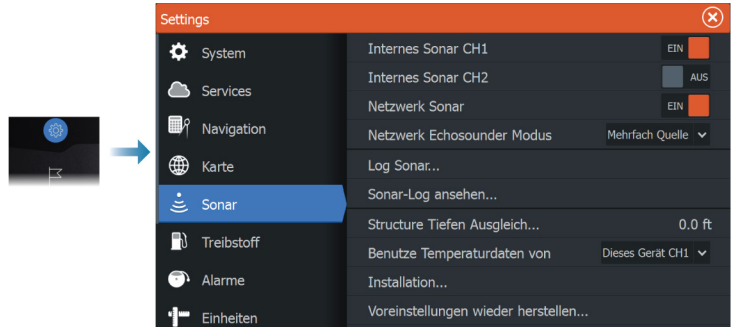 Settings
System
Services
Navigation
Karte
Sonar
Treibstoff
Alarme
Einheiten
Internes Sonar CH1 EIN
Internes Sonar CH2 AUS
Netzwerk Sonar EIN
Netzwerk Echosounder Modus Mehrfach Quelle
Log Sonar...
Sonar-Log ansehen...
Structure Tiefen Ausgleich... 0.0 ft
Benutze Temperaturdaten von Dieses Gerät CH1
Installation...
Voreinstellungen wieder herstellen...